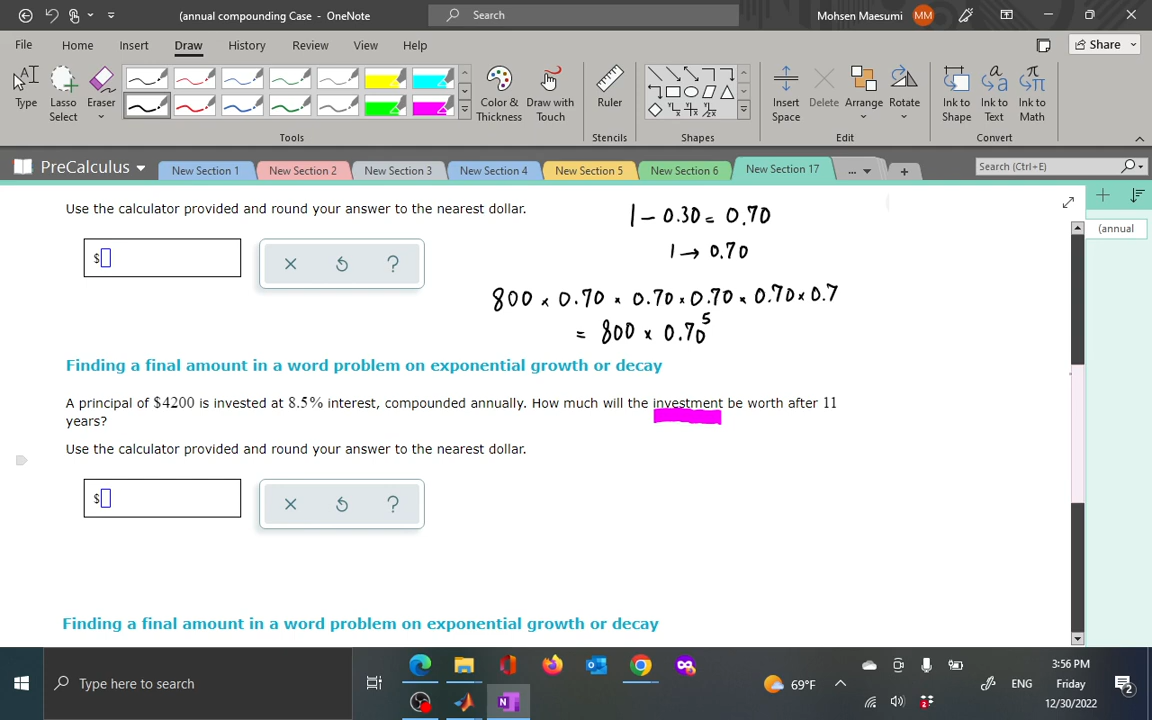 (annual compounding Case - OneNote
Search
Mohsen Maesumi
MM
File Home Insert Draw History Review View Help
Share
Type
Lasso Select
Eraser
Color & Thickness
Draw with Touch
Ruler
Insert Space
Delete
Arrange
Rotate
Ink to Shape
Ink to Text
Ink to Math
Tools
Stencils
Shapes
Edit
Convert
PreCalculus
New Section 1
New Section 2
New Section 3
New Section 4
New Section 5
New Section 6
New Section 17
...
Search (Ctrl+E)
(annual
Use the calculator provided and round your answer to the nearest dollar.
$
× ?
1 - 0.30 = 0.70
1 → 0.70
800 × 0.70 × 0.70 × 0.70 × 0.70 × 0.7
= 800 × 0.70⁵
Finding a final amount in a word problem on exponential growth or decay
A principal of $4200 is invested at 8.5% interest, compounded annually. How much will the investment be worth after 11
years?
Use the calculator provided and round your answer to the nearest dollar.
$
× ?
Finding a final amount in a word problem on exponential growth or decay
Type here to search
69°F
ENG
3:56 PM
Friday
12/30/2022
2